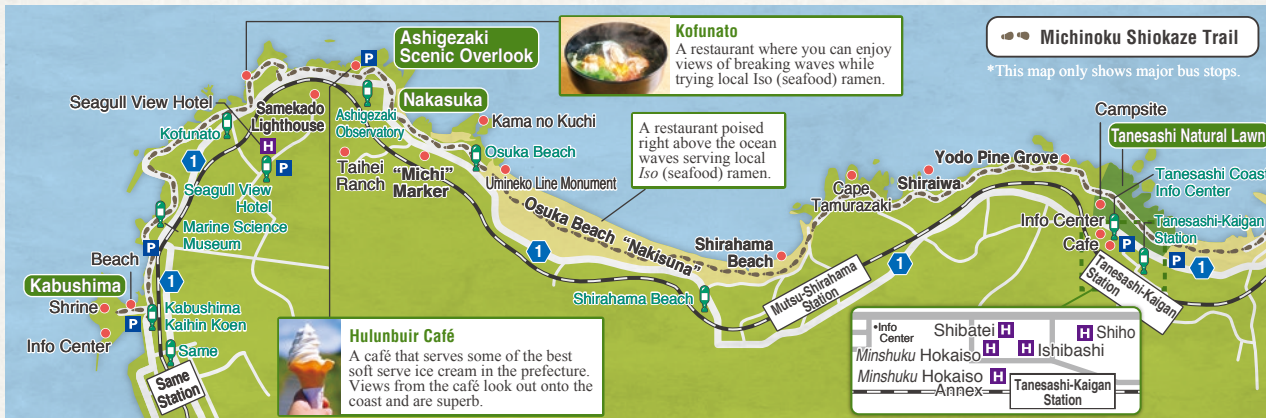 Kofunato
A restaurant where you can enjoy
views of breaking waves while
trying local Iso (seafood) ramen.
Michinoku Shiokaze Trail
*This map only shows major bus stops.
Ashigezaki
Scenic Overlook
P
Seagull View Hotel
Samekado
Lighthouse
Nakasuka
Ashigezaki
Observatory
Kama no Kuchi
Kofunato
H
P
1
Seagull View
Hotel
Taihei
Ranch
"Michi"
Marker
Osuka Beach
Umineko Line Monument
A restaurant poised
right above the ocean
waves serving local
Iso (seafood) ramen.
Campsite
Tanesashi Natural Lawn
Yodo Pine Grove
Shiraiwa
Cape
Tamurazaki
Tanesashi Coast
Info Center
Info Center
Tanesashi-Kaigan
Station
Cafe
P
P
1
Marine Science
Museum
P
Beach
1
Kabushima
Shrine
P
Kabushima
Kaihin Koen
Info Center
Same
Same
Station
Osuka Beach "Nakisuna"
1
Shirahama
Beach
Shirahama Beach
Mutsu-Shirahama
Station
1
Tanesashi-Kaigan
Station
Hulunbuir Café
A café that serves some of the best
soft serve ice cream in the prefecture.
Views from the café look out onto the
coast and are superb.
•Info
Center
Shibatei H
H Shiho
Minshuku Hokaiso H
H Ishibashi
Minshuku Hokaiso H
Annex
Tanesashi-Kaigan
Station